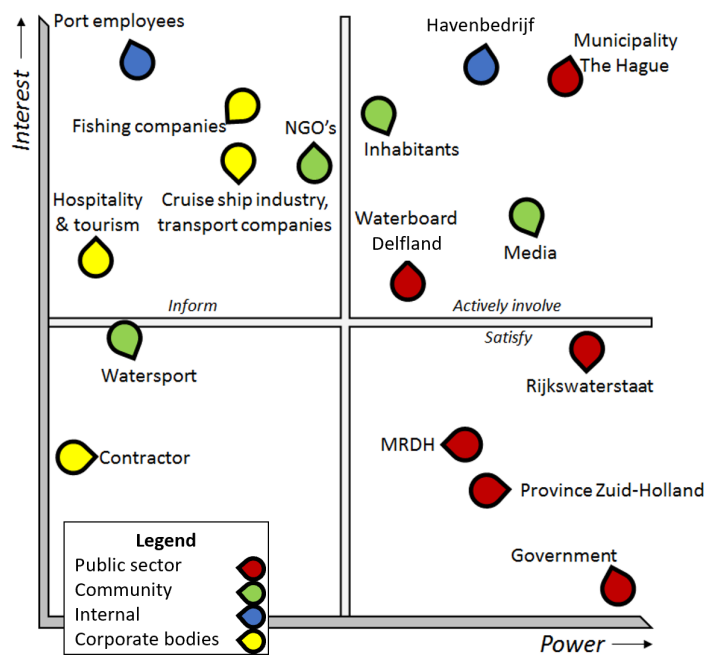 Port employees
Havenbedrijf
Municipality
The Hague
Interest
Fishing companies
NGO's
Inhabitants
Hospitality
& tourism
Cruise ship industry,
transport companies
Waterboard
Delfland
Media
Inform
Actively involve
Satisfy
Watersport
Rijkswaterstaat
MRDH
Contractor
Province Zuid-Holland
Legend
Public sector
Community
Internal
Corporate bodies
Government
Power